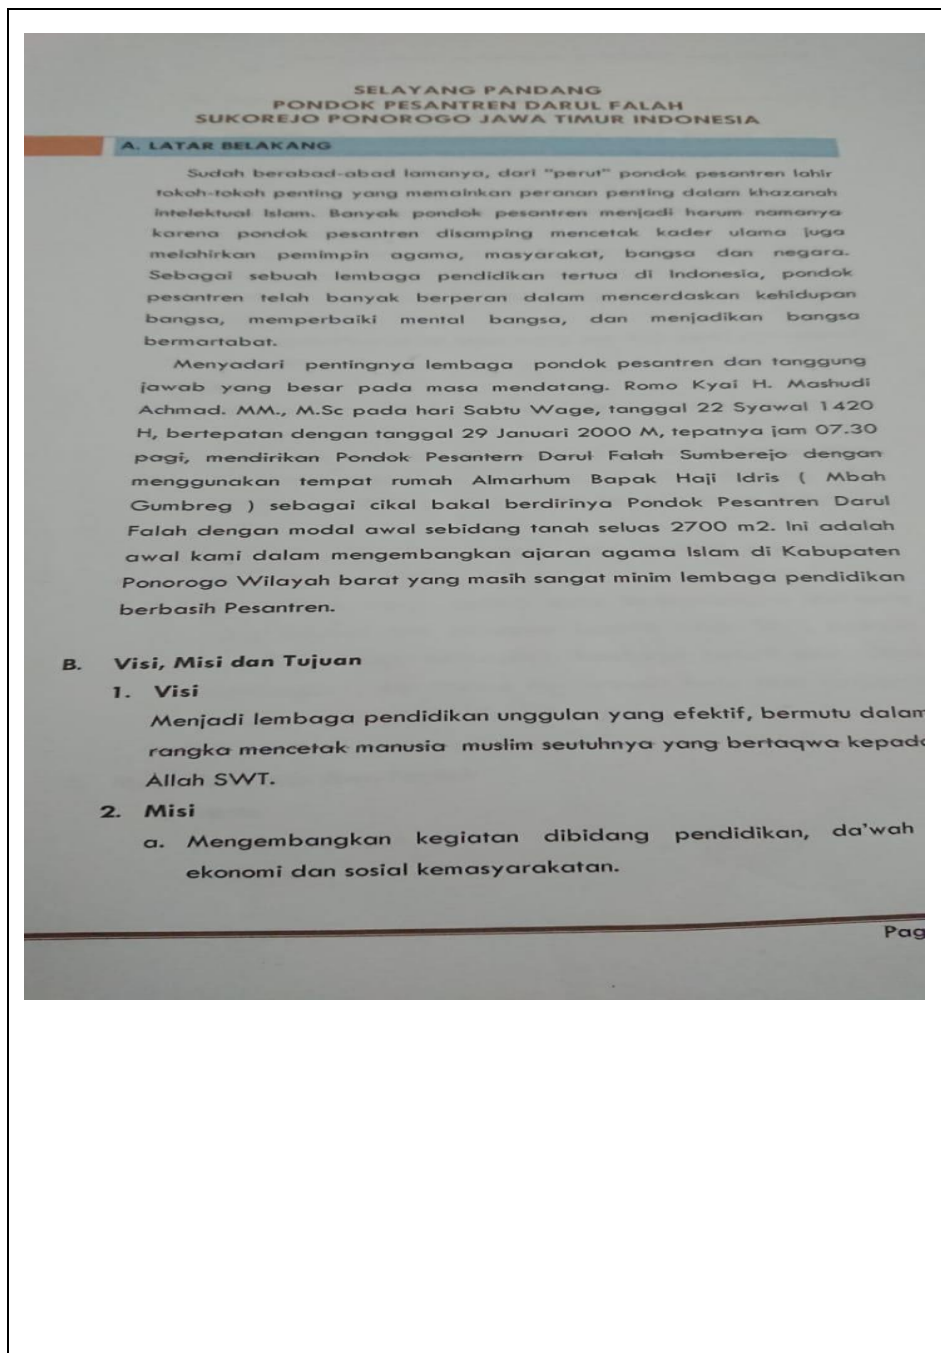 SELAYANG PANDANG
PONDOK PESANTREN DARUL FALAH
SUKOREJO PONOROGO JAWA TIMUR INDONESIA
A. LATAR BELAKANG
Sudah berabad-abad lamanya, dari "perut" pondok pesantren lahir
tokoh-tokoh penting yang memainkan peranan penting dalam khazanah
intelektual Islam. Banyak pondok pesantren menjadi harum namanya
karena pondok pesantren disamping mencetak kader ulama juga
melahirkan pemimpin agama, masyarakat, bangsa dan negara.
Sebagai sebuah lembaga pendidikan tertua di Indonesia, pondok
pesantren telah banyak berperan dalam mencerdaskan kehidupan
bangsa, memperbaiki mental bangsa, dan menjadikan bangsa
bermartabat.
Menyadari pentingnya lembaga pondok pesantren dan tanggung
jawab yang besar pada masa mendatang. Romo Kyai H. Mashudi
Achmad. MM., M.Sc pada hari Sabtu Wage, tanggal 22 Syawal 1420
H, bertepatan dengan tanggal 29 Januari 2000 M, tepatnya jam 07.30
pagi, mendirikan Pondok Pesantern Darul Falah Sumberejo dengan
menggunakan tempat rumah Almarhum Bapak Haji Idris ( Mbah
Gumbreg ) sebagai cikal bakal berdirinya Pondok Pesantren Darul
Falah dengan modal awal sebidang tanah seluas 2700 m2. Ini adalah
awal kami dalam mengembangkan ajaran agama Islam di Kabupaten
Ponorogo Wilayah barat yang masih sangat minim lembaga pendidikan
berbasih Pesantren.
B. Visi, Misi dan Tujuan
1. Visi
Menjadi lembaga pendidikan unggulan yang efektif, bermutu dalam
rangka mencetak manusia muslim seutuhnya yang bertaqwa kepada
Allah SWT.
2. Misi
a. Mengembangkan kegiatan dibidang pendidikan, da'wah
ekonomi dan sosial kemasyarakatan.
Pag